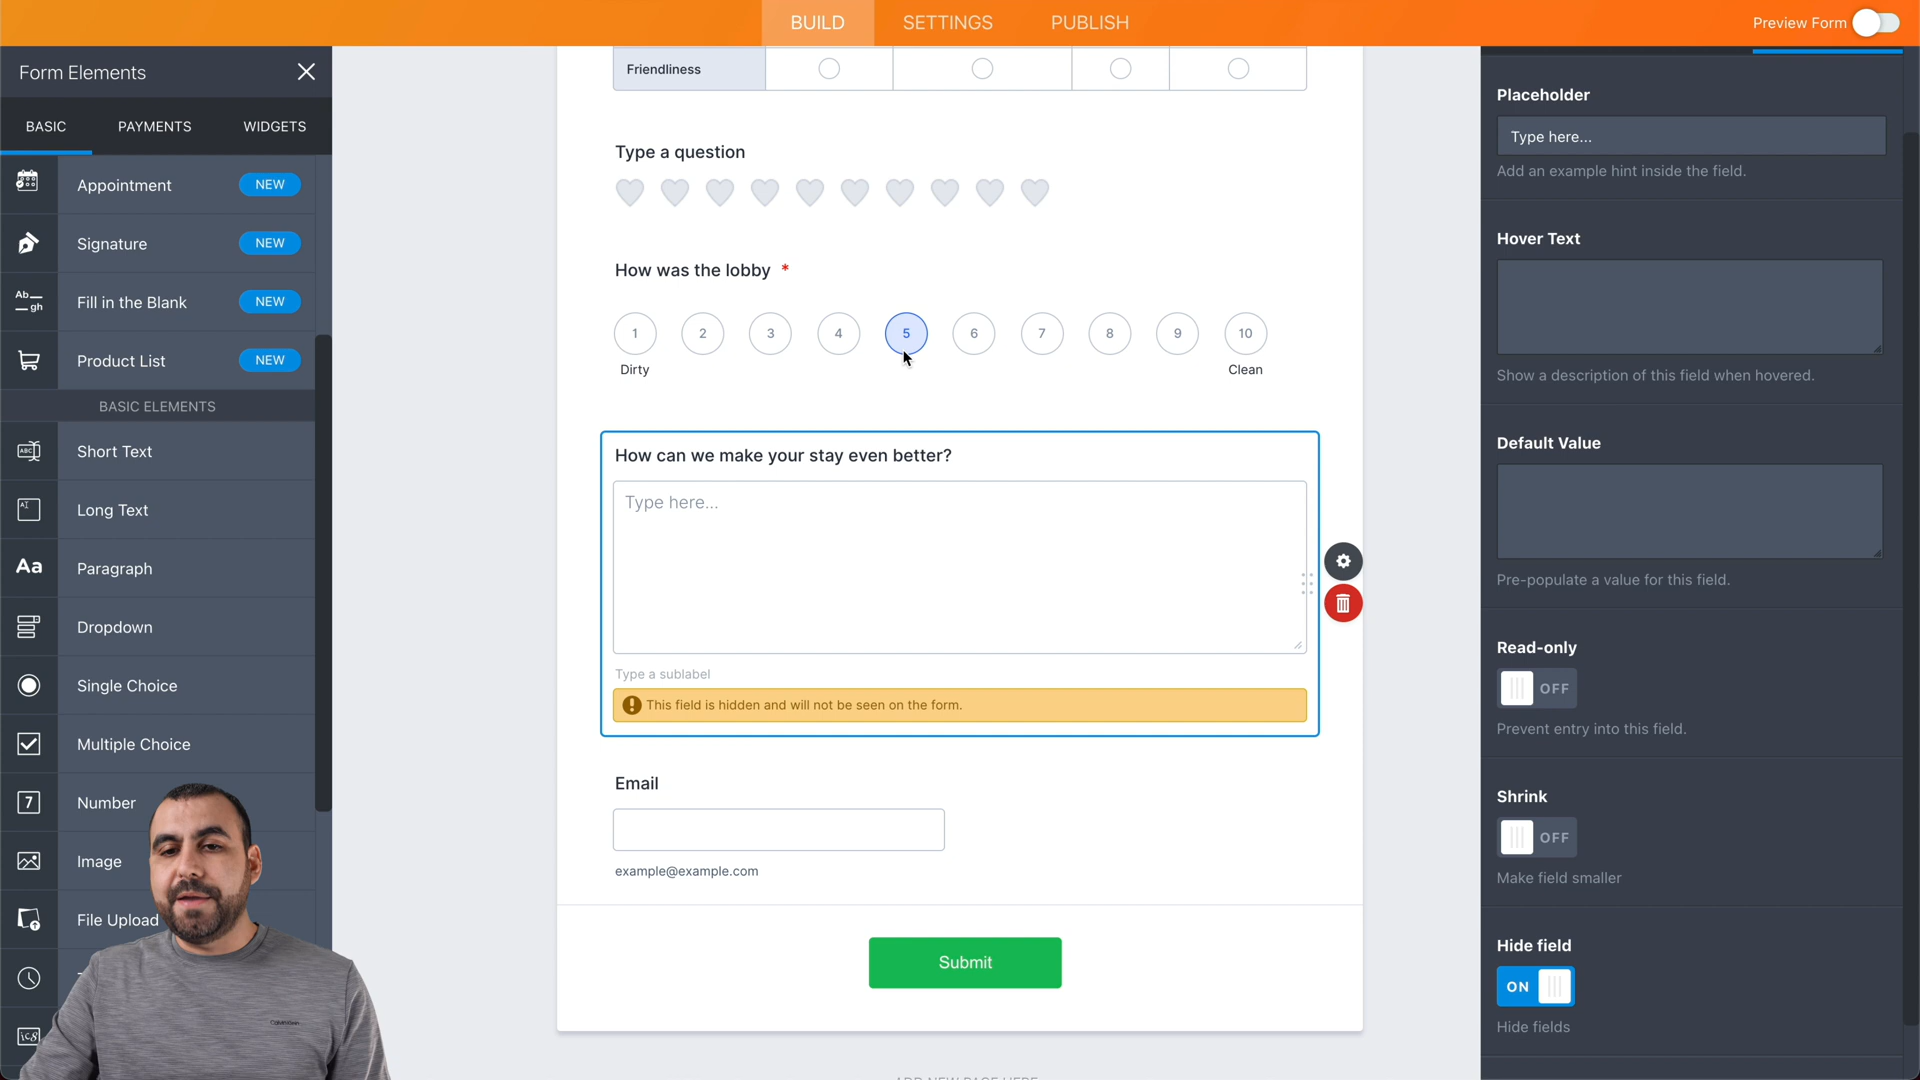 BUILD
SETTINGS
PUBLISH
Preview Form
Form Elements
BASIC
PAYMENTS
WIDGETS
Appointment NEW
Signature NEW
Ab
gh
Fill in the Blank NEW
Product List NEW
BASIC ELEMENTS
ABC
Short Text
AI
Long Text
Aa
Paragraph
Dropdown
Single Choice
Multiple Choice
7
Number
Image
File Upload
Friendliness
Type a question
How was the lobby *
1 2 3 4 5 6 7 8 9 10
Dirty Clean
How can we make your stay even better?
Type here...
Type a sublabel
This field is hidden and will not be seen on the form.
Email
example@example.com
Submit
Placeholder
Type here...
Add an example hint inside the field.
Hover Text
Show a description of this field when hovered.
Default Value
Pre-populate a value for this field.
Read-only
OFF
Prevent entry into this field.
Shrink
OFF
Make field smaller
Hide field
ON
Hide fields